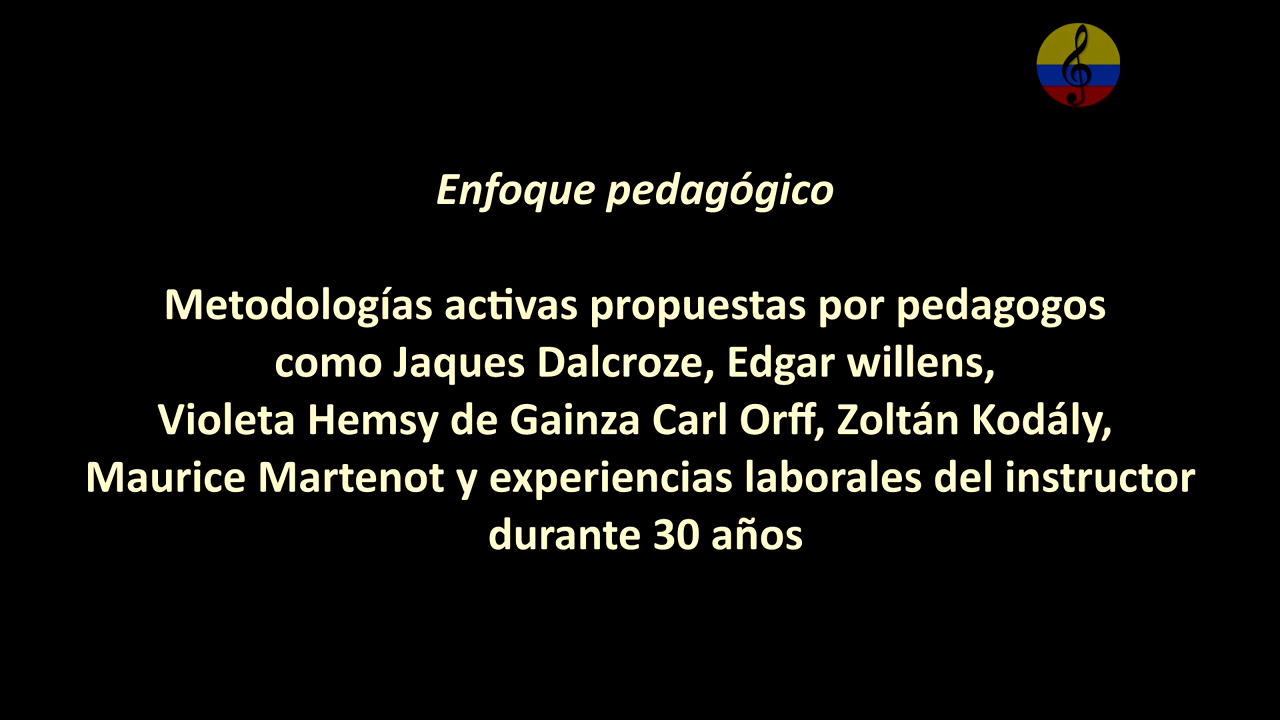 Enfoque pedagógico
Metodologías activas propuestas por pedagogos
como Jaques Dalcroze, Edgar willens,
Violeta Hemsy de Gainza Carl Orff, Zoltán Kodály,
Maurice Martenot y experiencias laborales del instructor
durante 30 años